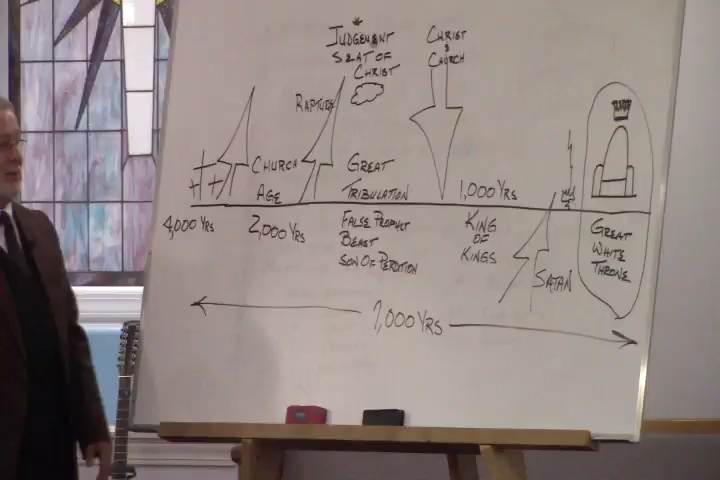 JUDGEMENT
SEAT OF
CHRIST
CHRIST
&
CHURCH
RAPTURE
CHURCH
AGE
GREAT
TRIBULATION
1,000 YRS
4,000 YRS
2,000 YRS
FALSE PROPHET
BEAST
SON OF PERDITION
KING
OF
KINGS
SATAN
GREAT
WHITE
THRONE
7,000 YRS